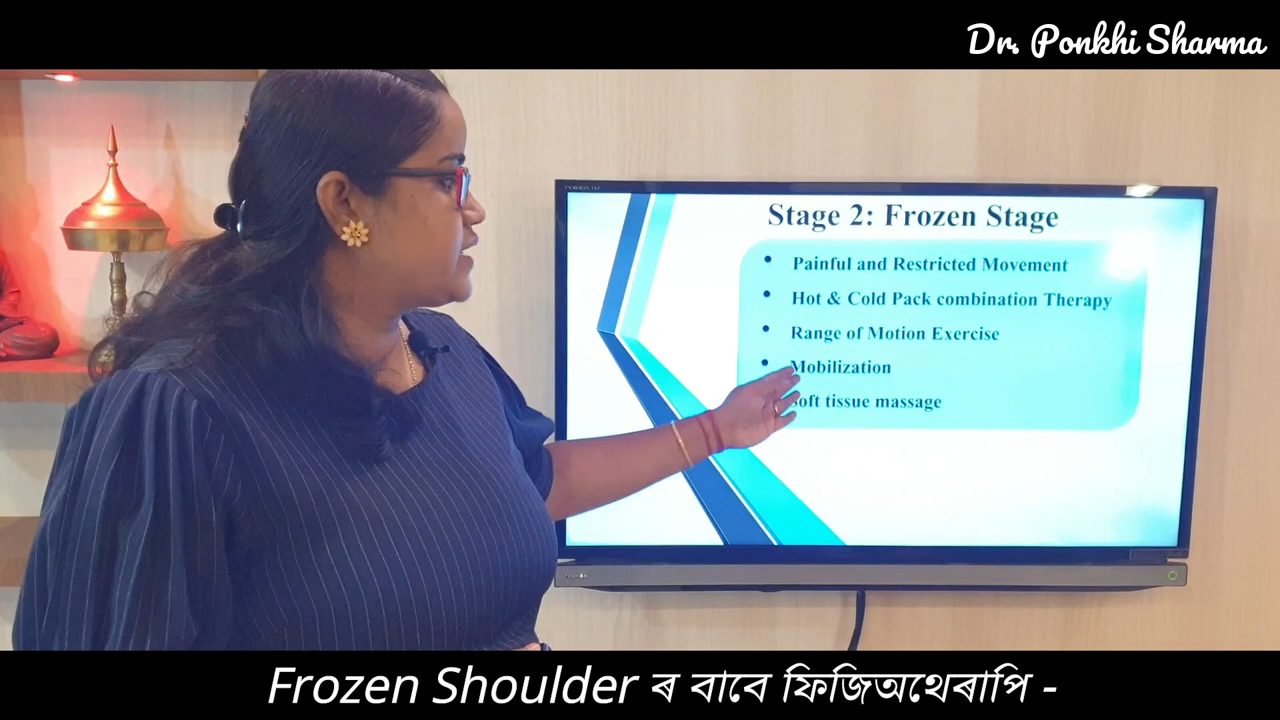 Dr. Ponkhi Sharma
Stage 2: Frozen Stage
• Painful and Restricted Movement
• Hot & Cold Pack combination Therapy
• Range of Motion Exercise
• Mobilization
Soft tissue massage
Frozen Shoulder ৰ বাবে ফিজিঅথেৰাপি -